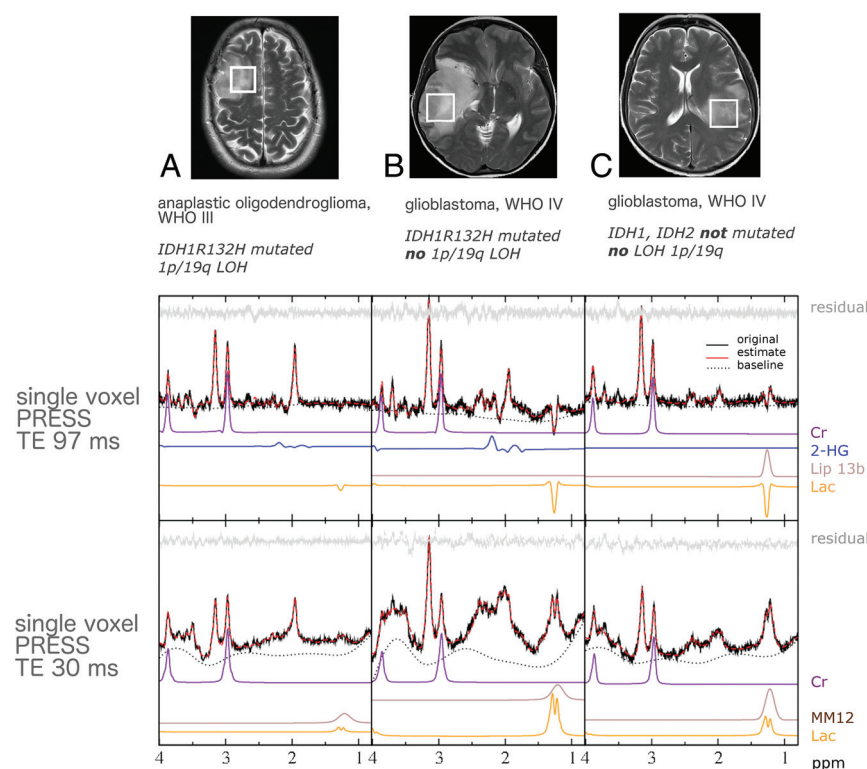 A
B
C
anaplastic oligodendroglioma,
WHO III
IDH1R132H mutated
1p/19q LOH
glioblastoma, WHO IV
IDH1R132H mutated
no 1p/19q LOH
glioblastoma, WHO IV
IDH1, IDH2 not mutated
no LOH 1p/19q
residual
original
estimate
baseline
single voxel
PRESS
TE 97 ms
Cr
2-HG
Lip 13b
Lac
residual
single voxel
PRESS
TE 30 ms
Cr
MM12
Lac
4 3 2 1 4 3 2 1 4 3 2 1
ppm